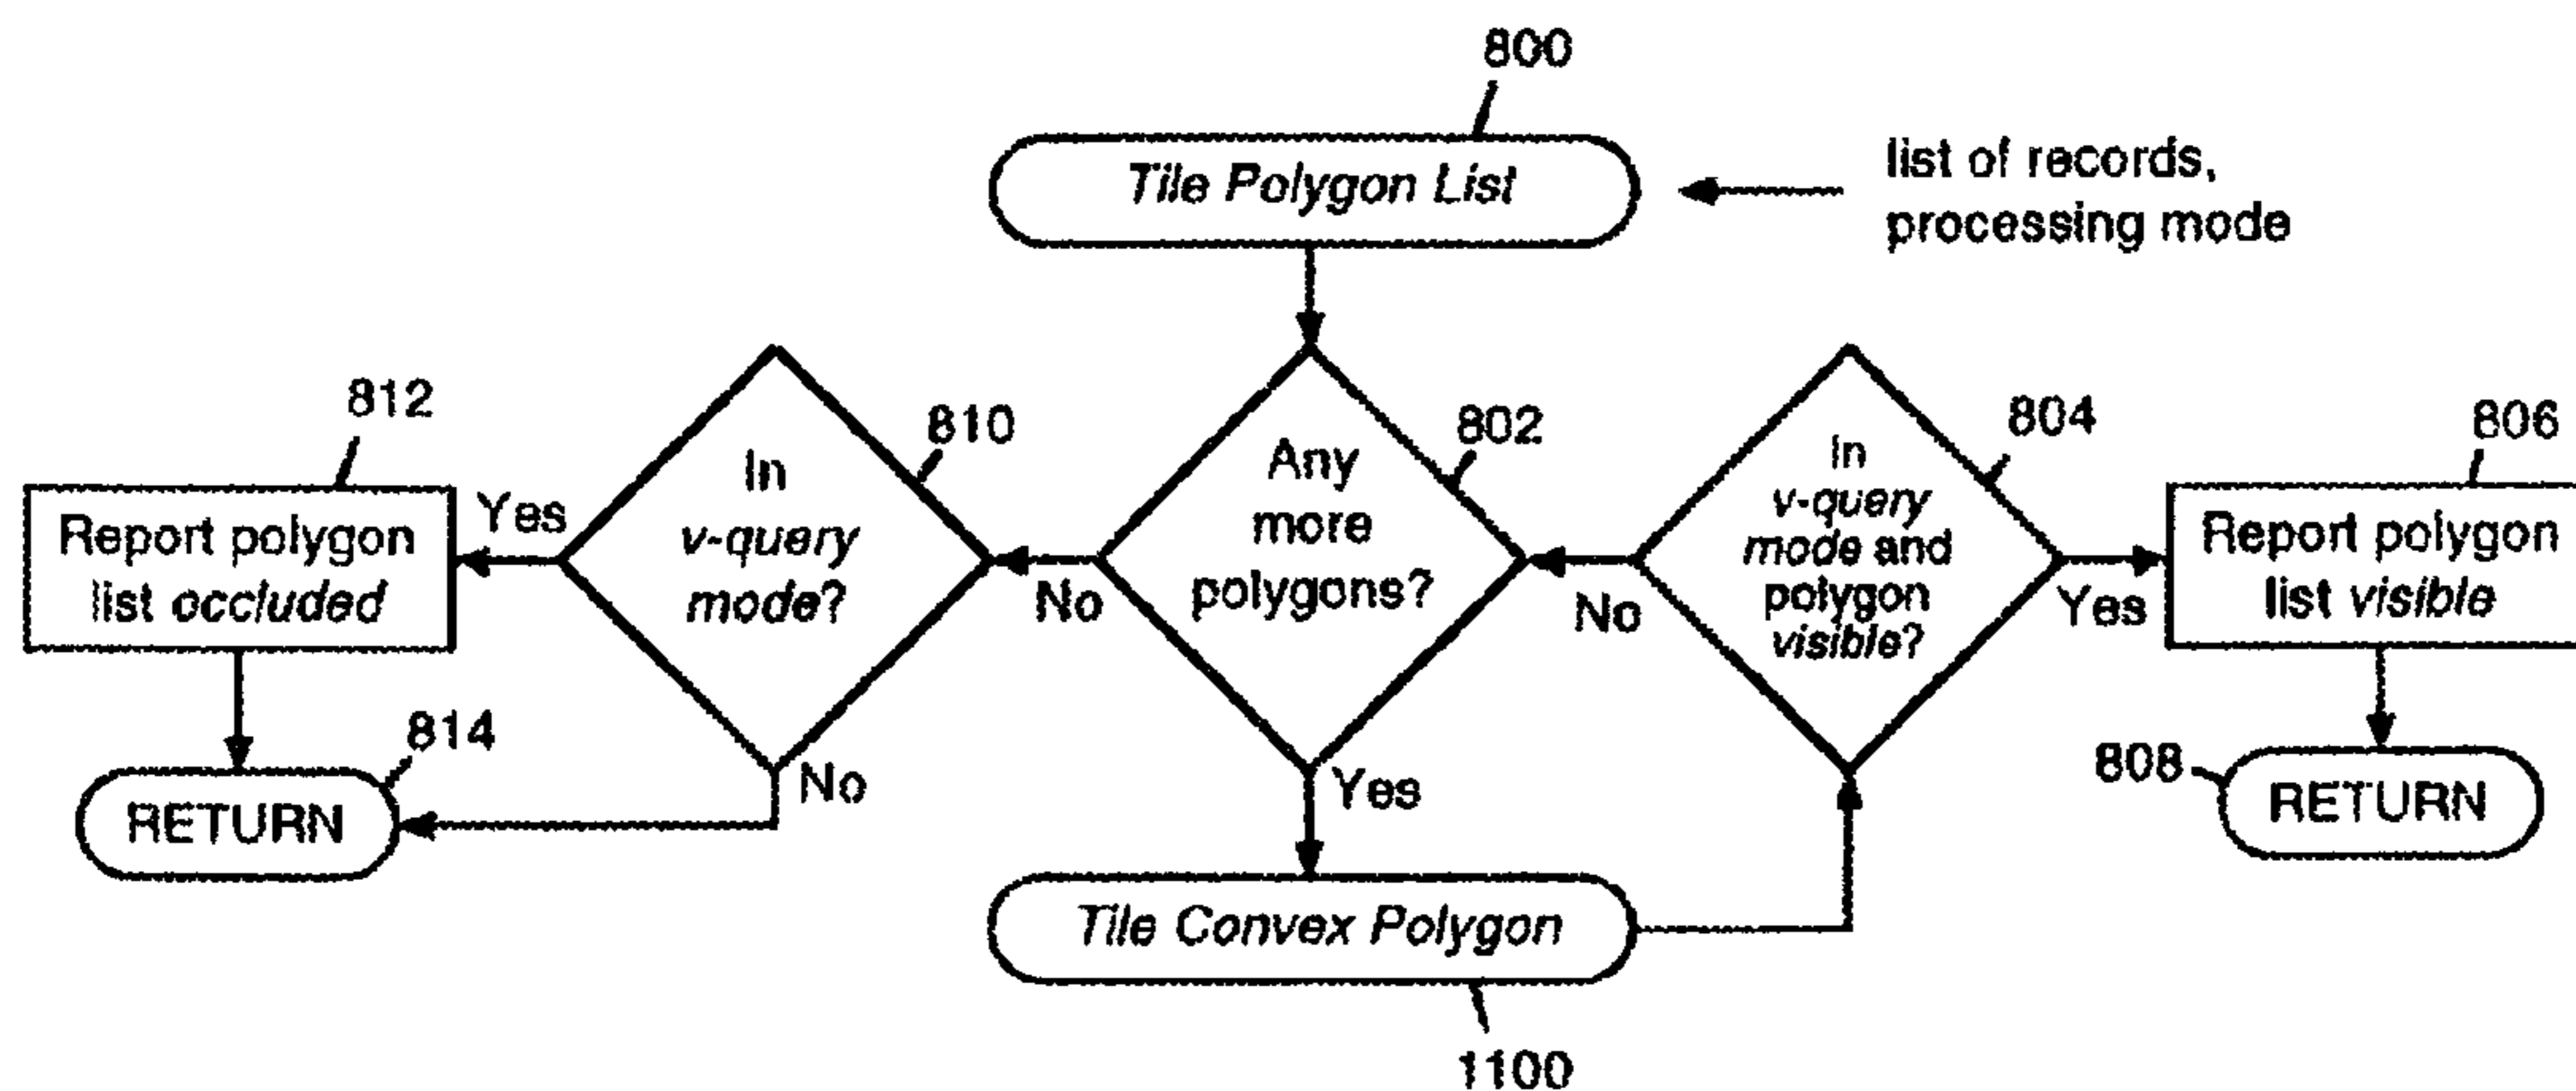 800
Tile Polygon List
list of records,
processing mode
812
Report polygon
list occluded
Yes
810
In
v-query
mode?
No
802
Any
more
polygons?
No
Yes
804
In
v-query
mode and
polygon
visible?
No
Yes
806
Report polygon
list visible
814
RETURN
808
RETURN
Tile Convex Polygon
1100